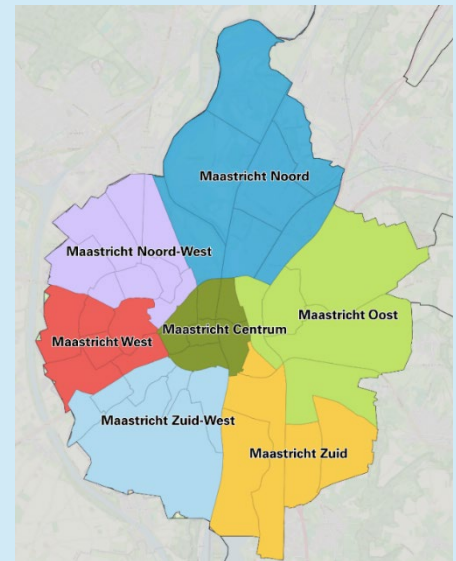 Maastricht Noord
Maastricht Noord-West
Maastricht Oost
Maastricht Centrum
Maastricht West
Maastricht Zuid-West
Maastricht Zuid